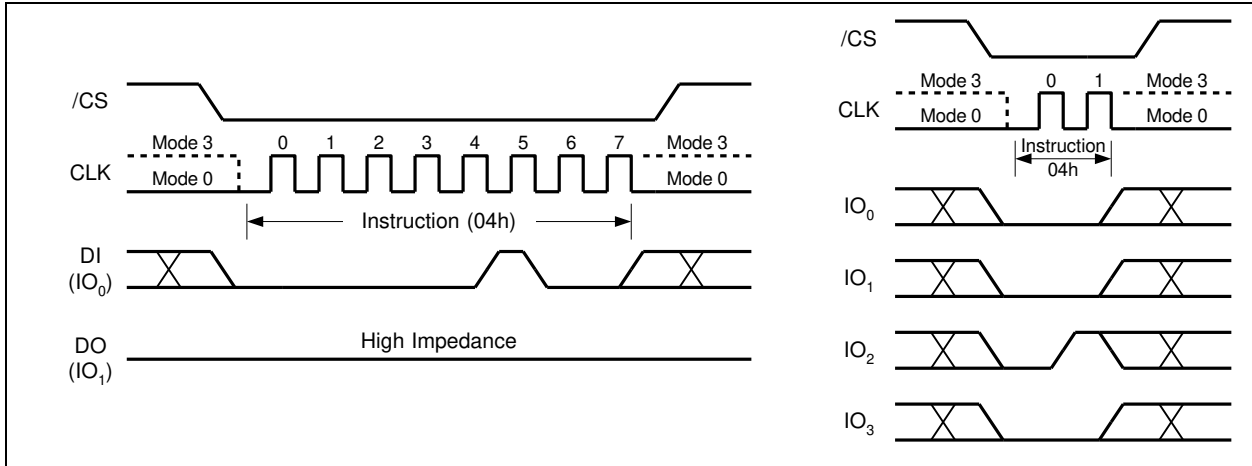 /CS
Mode 3 0 1 2 3 4 5 6 7 Mode 3
CLK
Mode 0 Mode 0
Instruction (04h)
DI
(IO0)
High Impedance
DO
(IO1)
/CS
Mode 3 0 1 Mode 3
CLK
Mode 0 Mode 0
Instruction
04h
IO0
IO1
IO2
IO3